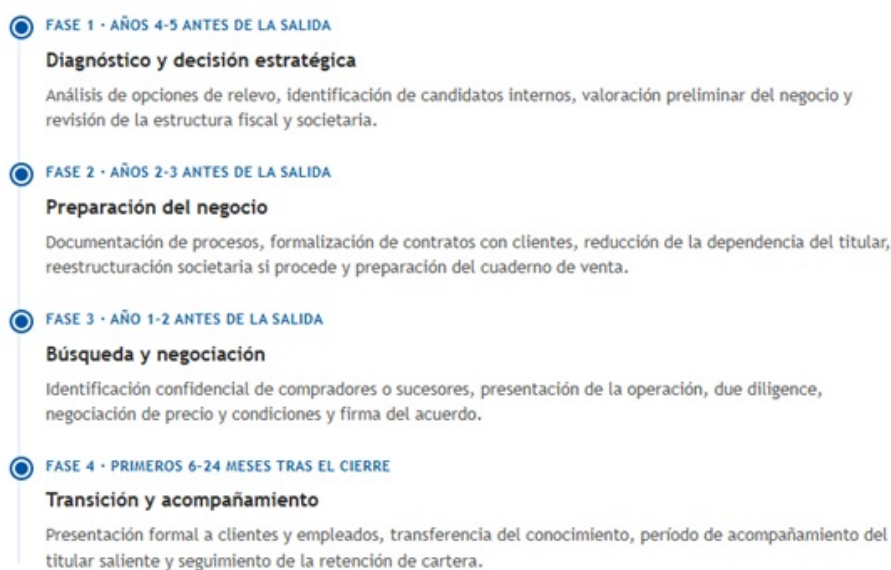 FASE 1 · AÑOS 4-5 ANTES DE LA SALIDA
Diagnóstico y decisión estratégica
Análisis de opciones de relevo, identificación de candidatos internos, valoración preliminar del negocio y
revisión de la estructura fiscal y societaria.
FASE 2 · AÑOS 2-3 ANTES DE LA SALIDA
Preparación del negocio
Documentación de procesos, formalización de contratos con clientes, reducción de la dependencia del titular,
reestructuración societaria si procede y preparación del cuaderno de venta.
FASE 3 · AÑO 1-2 ANTES DE LA SALIDA
Búsqueda y negociación
Identificación confidencial de compradores o sucesores, presentación de la operación, due diligence,
negociación de precio y condiciones y firma del acuerdo.
FASE 4 · PRIMEROS 6-24 MESES TRAS EL CIERRE
Transición y acompañamiento
Presentación formal a clientes y empleados, transferencia del conocimiento, período de acompañamiento del
titular saliente y seguimiento de la retención de cartera.